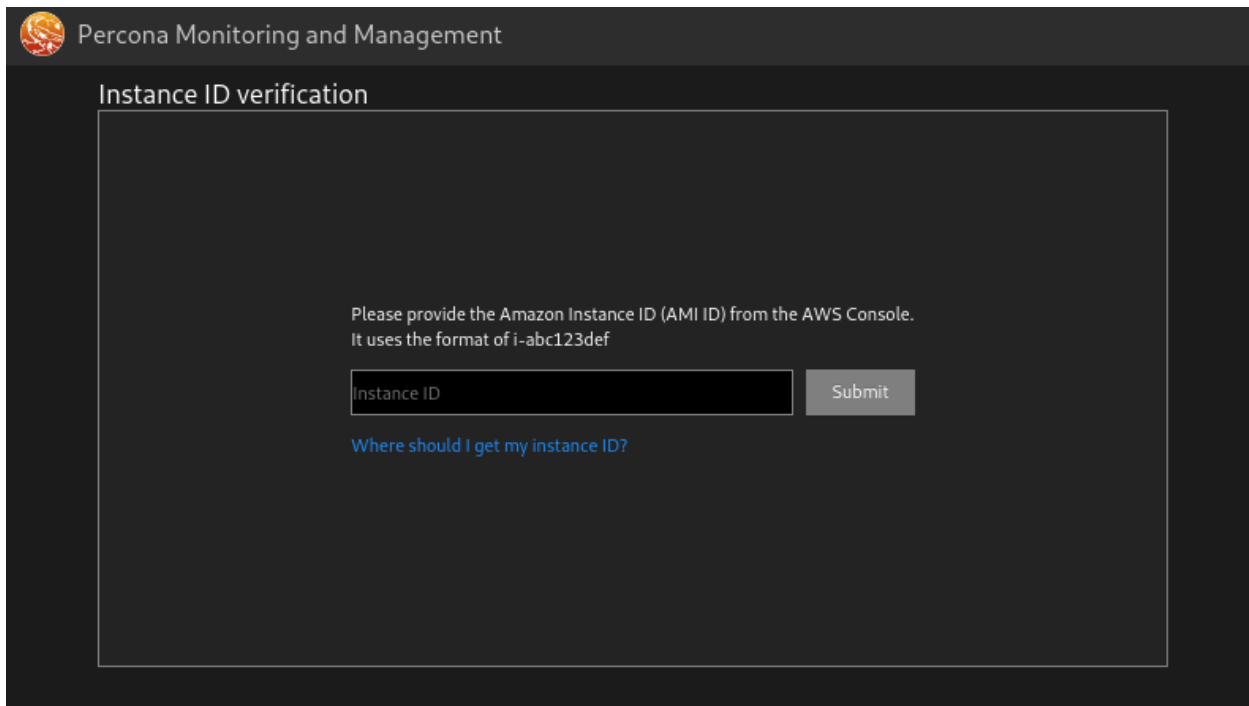 Percona Monitoring and Management
Instance ID verification
Please provide the Amazon Instance ID (AMI ID) from the AWS Console.
It uses the format of i-abc123def
Instance ID
Submit
Where should I get my instance ID?